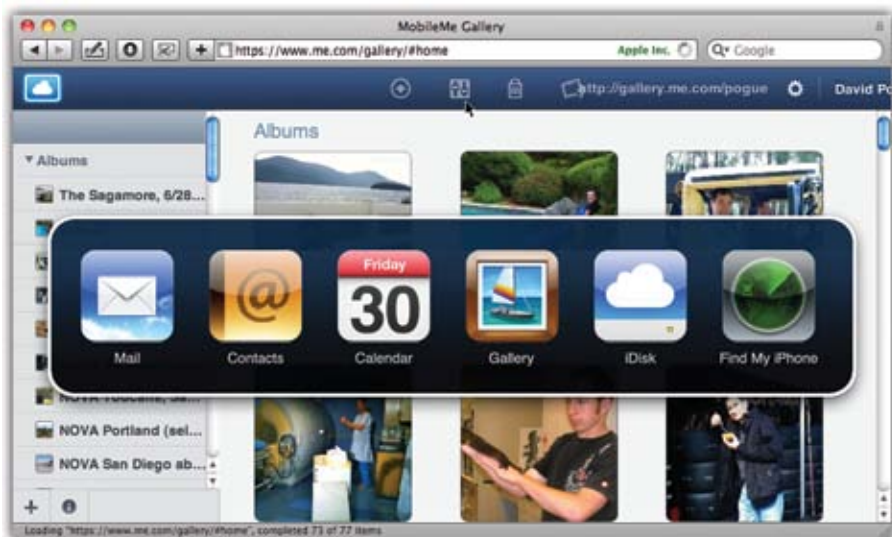 MobileMe Gallery
https://www.me.com/gallery/#home
Apple Inc.
Google
http://gallery.me.com/pogue
David Po
Albums
Albums
The Sagamore, 6/28...
Friday
30
@
Mail
Contacts
Calendar
Gallery
iDisk
Find My iPhone
NOVA
NOVA Portland (sel...
NOVA San Diego ab...
Loading "https://www.me.com/gallery/#home", completed 73 of 77 items